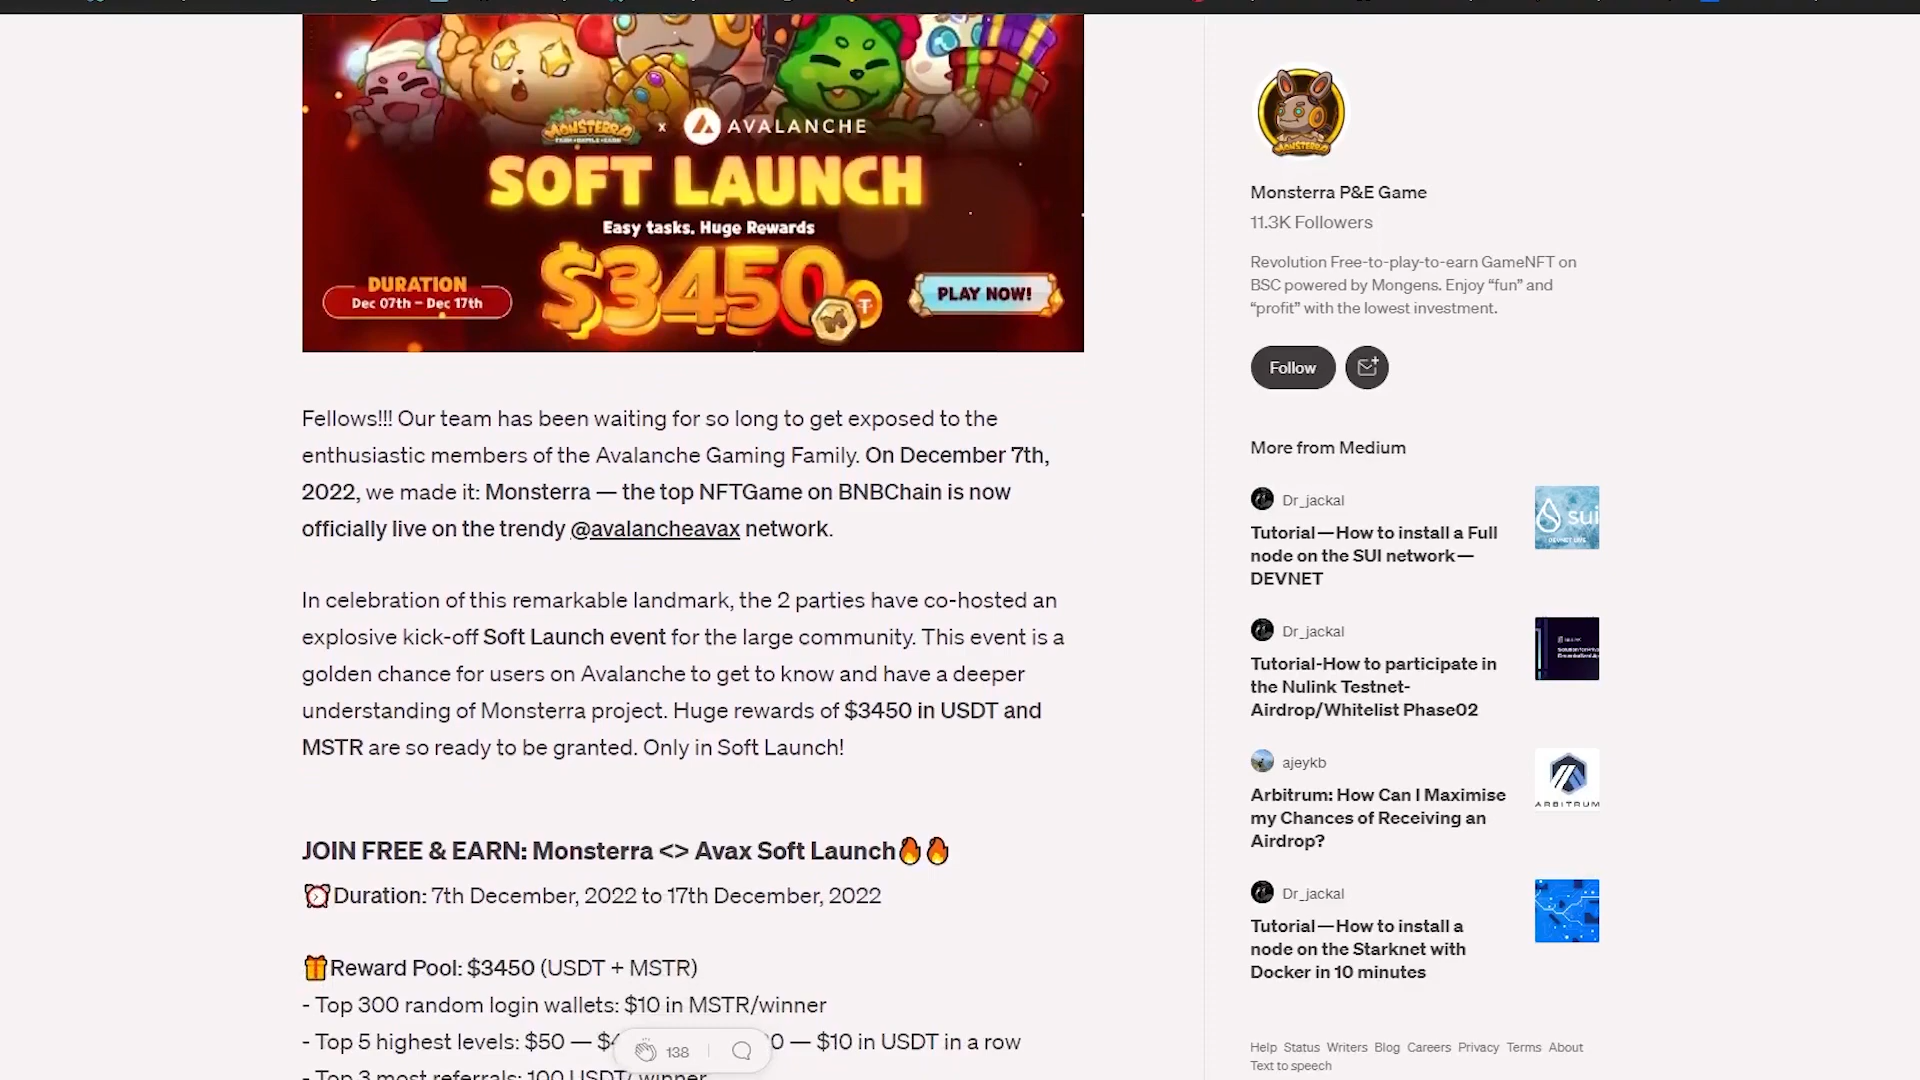 MONSTERRA x AVALANCHE
SOFT LAUNCH
Easy tasks. Huge Rewards
$3450
DURATION
Dec 07th – Dec 17th
PLAY NOW!
Fellows!!! Our team has been waiting for so long to get exposed to the
enthusiastic members of the Avalanche Gaming Family. On December 7th,
2022, we made it: Monsterra — the top NFTGame on BNBChain is now
officially live on the trendy @avalancheavax network.
In celebration of this remarkable landmark, the 2 parties have co-hosted an
explosive kick-off Soft Launch event for the large community. This event is a
golden chance for users on Avalanche to get to know and have a deeper
understanding of Monsterra project. Huge rewards of $3450 in USDT and
MSTR are so ready to be granted. Only in Soft Launch!
JOIN FREE & EARN: Monsterra <> Avax Soft Launch🔥🔥
⏰Duration: 7th December, 2022 to 17th December, 2022
🎁Reward Pool: $3450 (USDT + MSTR)
- Top 300 random login wallets: $10 in MSTR/winner
- Top 5 highest levels: $50 — $ 0 — $10 in USDT in a row
- Top 3 most referrals: 100 USDT/ winner
138
MONSTERRA
Monsterra P&E Game
11.3K Followers
Revolution Free-to-play-to-earn GameNFT on
BSC powered by Mongens. Enjoy “fun” and
“profit” with the lowest investment.
Follow
More from Medium
Dr_jackal
Tutorial — How to install a Full
node on the SUI network —
DEVNET
sui
Dr_jackal
Tutorial-How to participate in
the Nulink Testnet-
Airdrop/Whitelist Phase02
ajeykb
Arbitrum: How Can I Maximise
my Chances of Receiving an
Airdrop?
ARBITRUM
Dr_jackal
Tutorial — How to install a
node on the Starknet with
Docker in 10 minutes
Help Status Writers Blog Careers Privacy Terms About
Text to speech